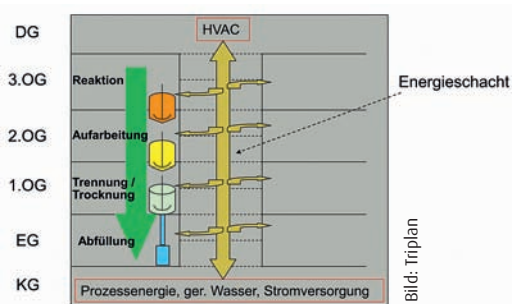 DG
HVAC
3.OG
Reaktion
Energieschacht
2.OG
Aufarbeitung
1.OG
Trennung /
Trocknung
EG
Abfüllung
KG
Prozessenergie, ger. Wasser, Stromversorgung
Bild: Triplan